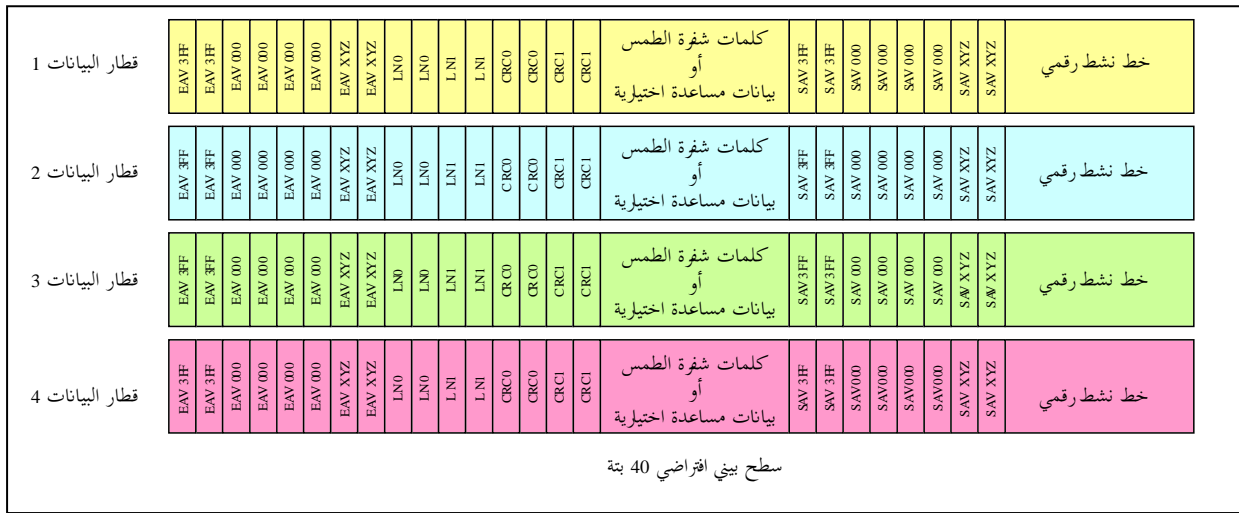 قطار البيانات 1
EAV 3FF EAV 3FF EAV 000 EAV 000 EAV 000 EAV 000 EAV XYZ EAV XYZ LN0 LN0 LN1 LN1 CRC0 CRC0 CRC1 CRC1
كلمات شفرة الطمس
أو
بيانات مساعدة اختيارية
SAV 3FF SAV 3FF SAV 000 SAV 000 SAV 000 SAV 000 SAV XYZ SAV XYZ
خط نشط رقمي
قطار البيانات 2
EAV 3FF EAV 3FF EAV 000 EAV 000 EAV 000 EAV 000 EAV XYZ EAV XYZ LN0 LN0 LN1 LN1 CRC0 CRC0 CRC1 CRC1
كلمات شفرة الطمس
أو
بيانات مساعدة اختيارية
SAV 3FF SAV 3FF SAV 000 SAV 000 SAV 000 SAV 000 SAV XYZ SAV XYZ
خط نشط رقمي
قطار البيانات 3
EAV 3FF EAV 3FF EAV 000 EAV 000 EAV 000 EAV 000 EAV XYZ EAV XYZ LN0 LN0 LN1 LN1 CRC0 CRC0 CRC1 CRC1
كلمات شفرة الطمس
أو
بيانات مساعدة اختيارية
SAV 3FF SAV 3FF SAV 000 SAV 000 SAV 000 SAV 000 SAV XYZ SAV XYZ
خط نشط رقمي
قطار البيانات 4
EAV 3FF EAV 3FF EAV 000 EAV 000 EAV 000 EAV 000 EAV XYZ EAV XYZ LN0 LN0 LN1 LN1 CRC0 CRC0 CRC1 CRC1
كلمات شفرة الطمس
أو
بيانات مساعدة اختيارية
SAV 3FF SAV 3FF SAV 000 SAV 000 SAV 000 SAV 000 SAV XYZ SAV XYZ
خط نشط رقمي
سطح بيني افتراضي 40 بتة